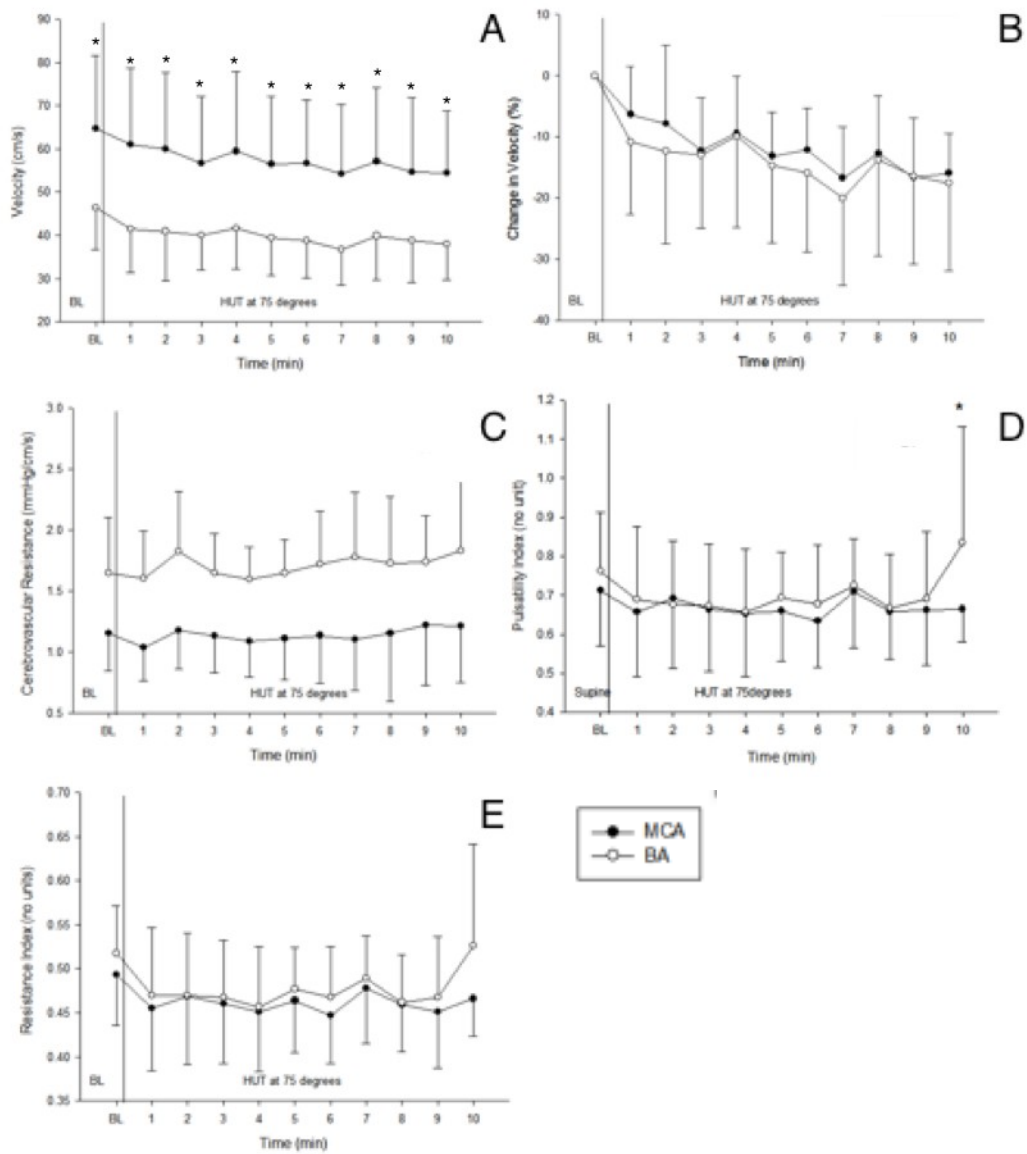 A
90
80
70
60
50
40
30
20
Velocity (cm/s)
* * * * * * * * * * *
BL HUT at 75 degrees
BL 1 2 3 4 5 6 7 8 9 10
Time (min)
B
10
0
-10
-20
-30
-40
Change in Velocity (%)
BL HUT at 75 degrees
BL 1 2 3 4 5 6 7 8 9 10
Time (min)
C
3.0
2.5
2.0
1.5
1.0
0.5
Cerebrovascular Resistance (mmHg/cm/s)
BL HUT at 75 degrees
BL 1 2 3 4 5 6 7 8 9 10
Time (min)
D
1.2
1.1
1.0
0.9
0.8
0.7
0.6
0.5
0.4
Pulsability index (no unit)
*
Supine HUT at 75degrees
BL 1 2 3 4 5 6 7 8 9 10
Time (min)
E
0.70
0.65
0.60
0.55
0.50
0.45
0.40
0.35
Resistance Index (no units)
BL HUT at 75 degrees
BL 1 2 3 4 5 6 7 8 9 10
Time (min)
MCA
BA